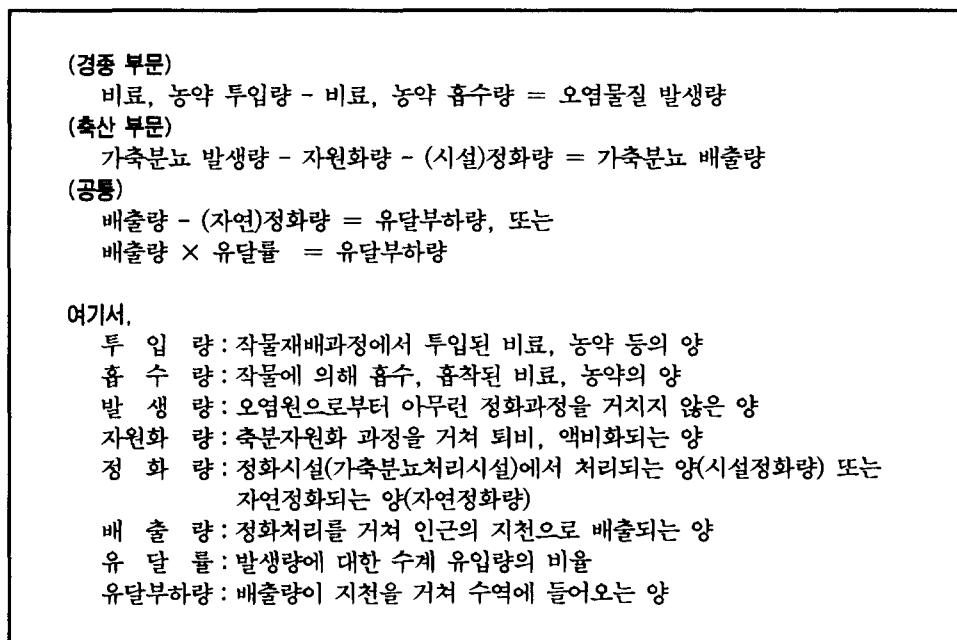 (경종 부문)
비료, 농약 투입량 - 비료, 농약 흡수량 = 오염물질 발생량
(축산 부문)
가축분뇨 발생량 - 자원화량 - (시설)정화량 = 가축분뇨 배출량
(공통)
배출량 - (자연)정화량 = 유달부하량, 또는
배출량 × 유달률 = 유달부하량
여기서,
투 입 량 : 작물재배과정에서 투입된 비료, 농약 등의 양
흡 수 량 : 작물에 의해 흡수, 흡착된 비료, 농약의 양
발 생 량 : 오염원으로부터 아무런 정화과정을 거치지 않은 양
자원화 량 : 축분자원화 과정을 거쳐 퇴비, 액비화되는 양
정 화 량 : 정화시설(가축분뇨처리시설)에서 처리되는 양(시설정화량) 또는
자연정화되는 양(자연정화량)
배 출 량 : 정화처리를 거쳐 인근의 지천으로 배출되는 양
유 달 률 : 발생량에 대한 수계 유입량의 비율
유달부하량 : 배출량이 지천을 거쳐 수역에 들어오는 양